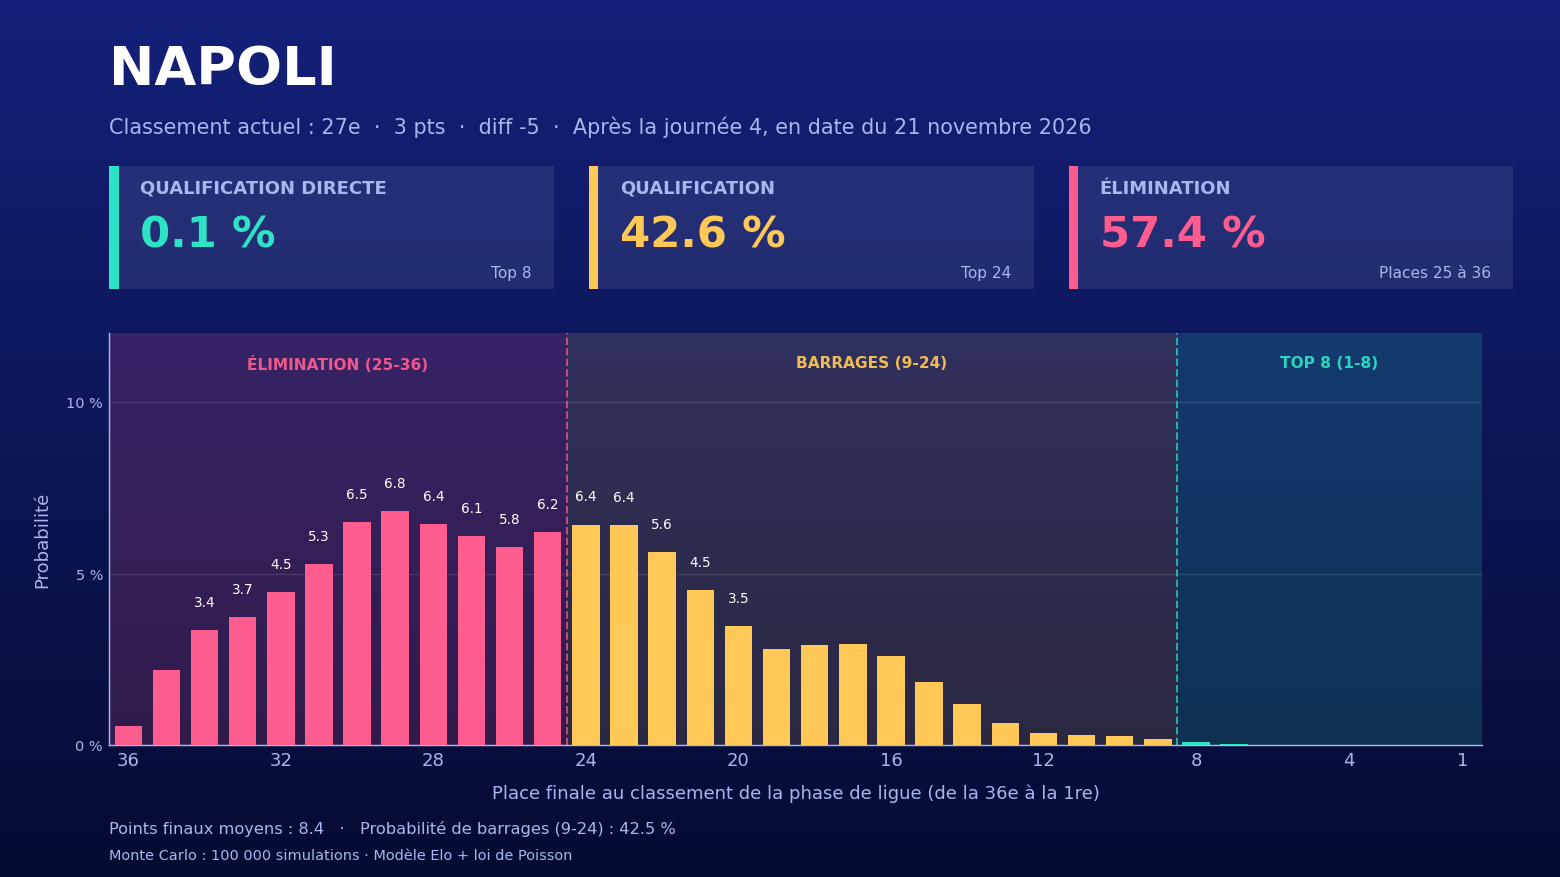 NAPOLI
Classement actuel : 27e · 3 pts · diff -5 · Après la journée 4, en date du 21 novembre 2026
QUALIFICATION DIRECTE
0.1 %
Top 8
QUALIFICATION
42.6 %
Top 24
ÉLIMINATION
57.4 %
Places 25 à 36
ÉLIMINATION (25-36)
BARRAGES (9-24)
TOP 8 (1-8)
Probabilité
10 %
5 %
0 %
3.4
3.7
4.5
5.3
6.5
6.8
6.4
6.1
5.8
6.2
6.4
6.4
5.6
4.5
3.5
36 32 28 24 20 16 12 8 4 1
Place finale au classement de la phase de ligue (de la 36e à la 1re)
Points finaux moyens : 8.4 · Probabilité de barrages (9-24) : 42.5 %
Monte Carlo : 100 000 simulations · Modèle Elo + loi de Poisson